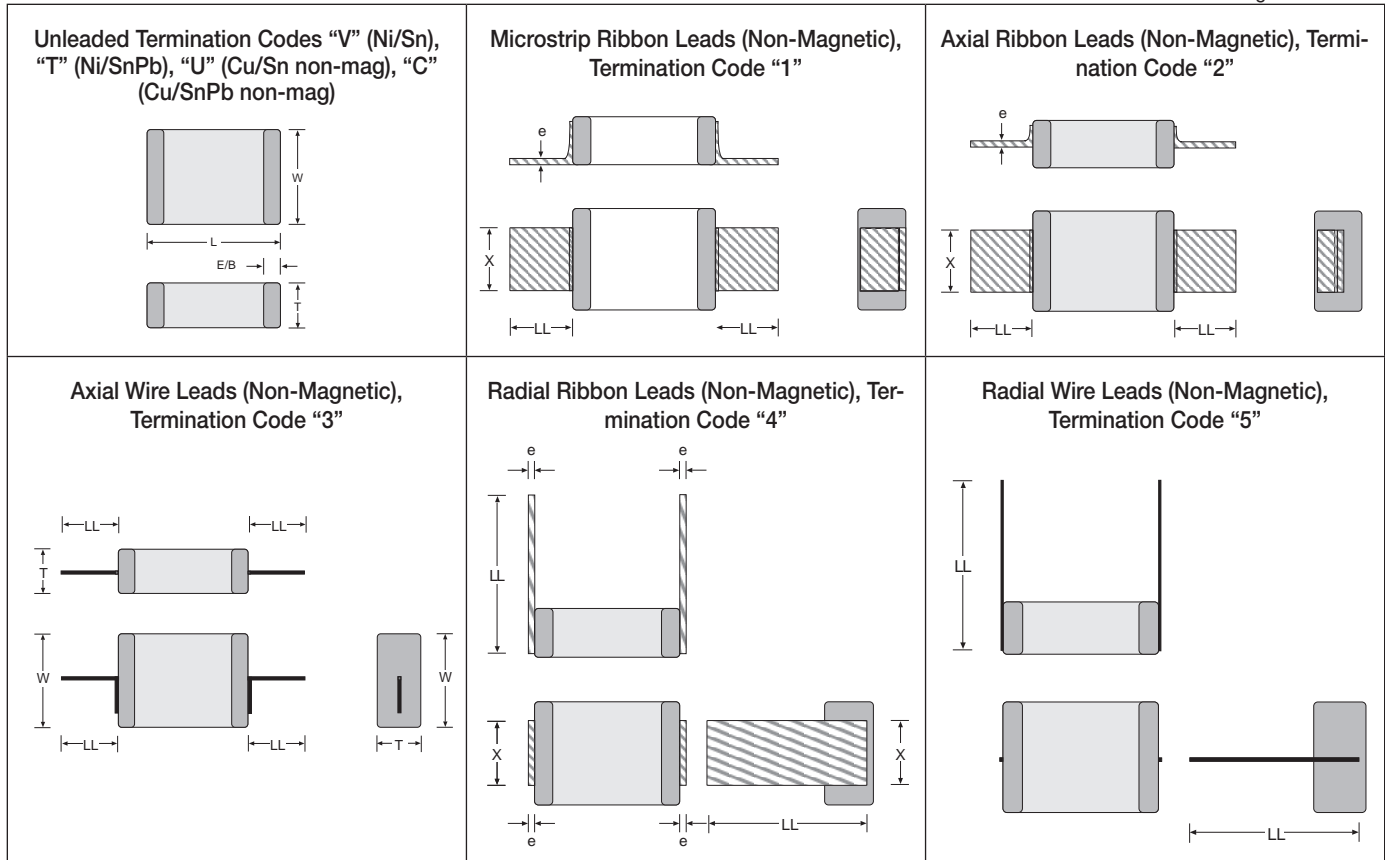 Unleaded Termination Codes “V” (Ni/Sn),
“T” (Ni/SnPb), “U” (Cu/Sn non-mag), “C”
(Cu/SnPb non-mag)
W
L
E/B
T
Microstrip Ribbon Leads (Non-Magnetic),
Termination Code “1”
e
X
LL
LL
Axial Ribbon Leads (Non-Magnetic), Termi-
nation Code “2”
e
X
LL
LL
Axial Wire Leads (Non-Magnetic),
Termination Code “3”
LL
LL
T
W
W
LL
LL
T
Radial Ribbon Leads (Non-Magnetic), Ter-
mination Code “4”
e
e
LL
X
X
LL
e
e
Radial Wire Leads (Non-Magnetic),
Termination Code “5”
LL
LL